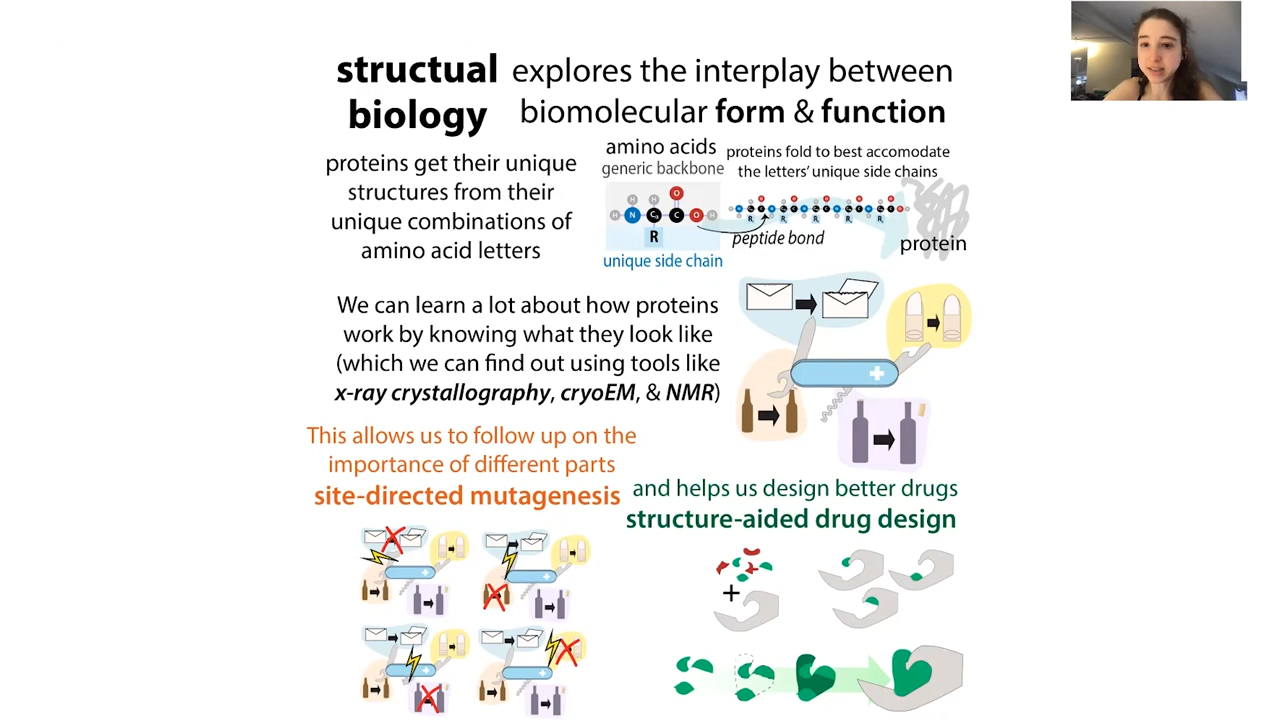 structual
biology
explores the interplay between
biomolecular form & function
proteins get their unique
structures from their
unique combinations of
amino acid letters
amino acids
generic backbone
H H O
H N Cα C O H
R
unique side chain
proteins fold to best accomodate
the letters' unique side chains
R R R R R
peptide bond
protein
We can learn a lot about how proteins
work by knowing what they look like
(which we can find out using tools like
x-ray crystallography, cryoEM, & NMR)
This allows us to follow up on the
importance of different parts
site-directed mutagenesis
and helps us design better drugs
structure-aided drug design
+